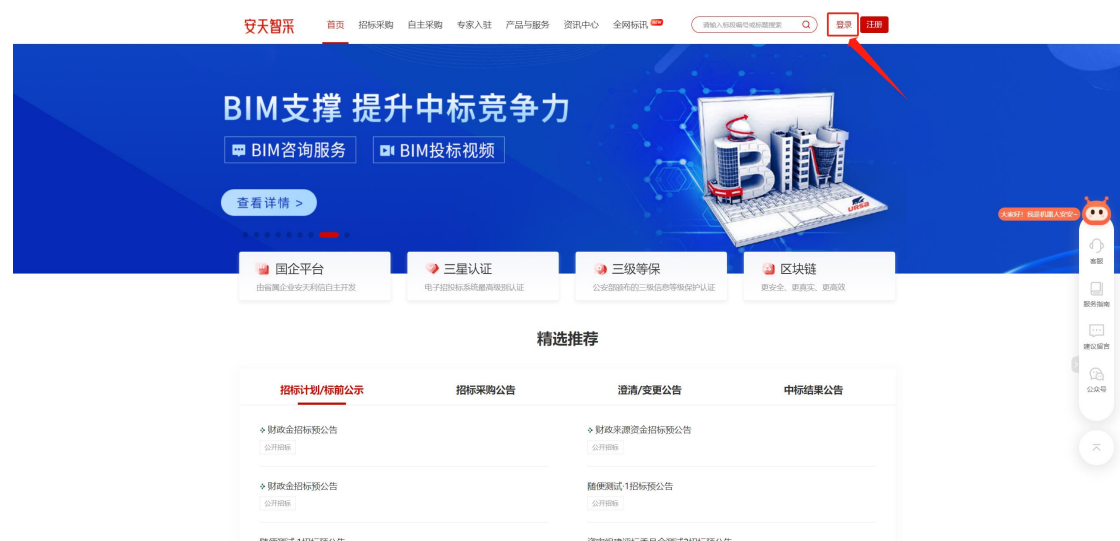 安天智采
首页 招标采购 自主采购 专家入驻 产品与服务 资讯中心 全网标讯 NEW
请输入标段编号或标题搜索
登录 注册
BIM支撑 提升中标竞争力
BIM咨询服务 BIM投标视频
查看详情 >
BIM
URSA
大家好！我是机器人安安~
客服
服务指南
建议留言
公众号
国企平台 三星认证 三级等保 区块链
由省属企业安天利信自主开发 电子招投标系统最高级别认证 公安部颁布的三级信息等级保护认证 更安全、更真实、更高效
精选推荐
招标计划/标前公示 招标采购公告 澄清/变更公告 中标结果公告
财政金招标预公告 财政来源资金招标预公告
公开招标 公开招标
财政金招标预公告 随便测试·1招标预公告
公开招标 公开招标